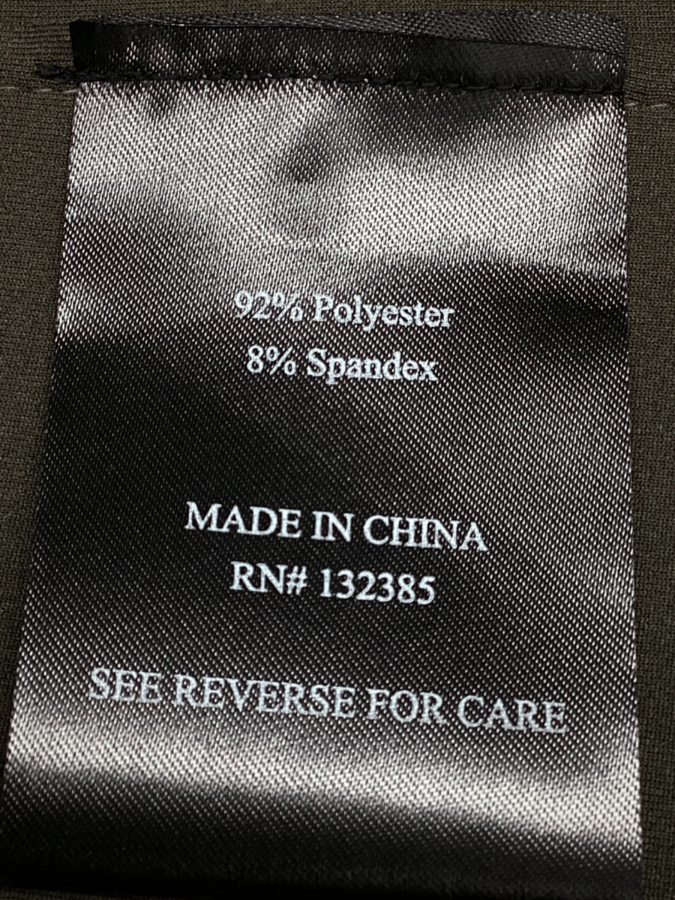 92% Polyester
8% Spandex
MADE IN CHINA
RN# 132385
SEE REVERSE FOR CARE